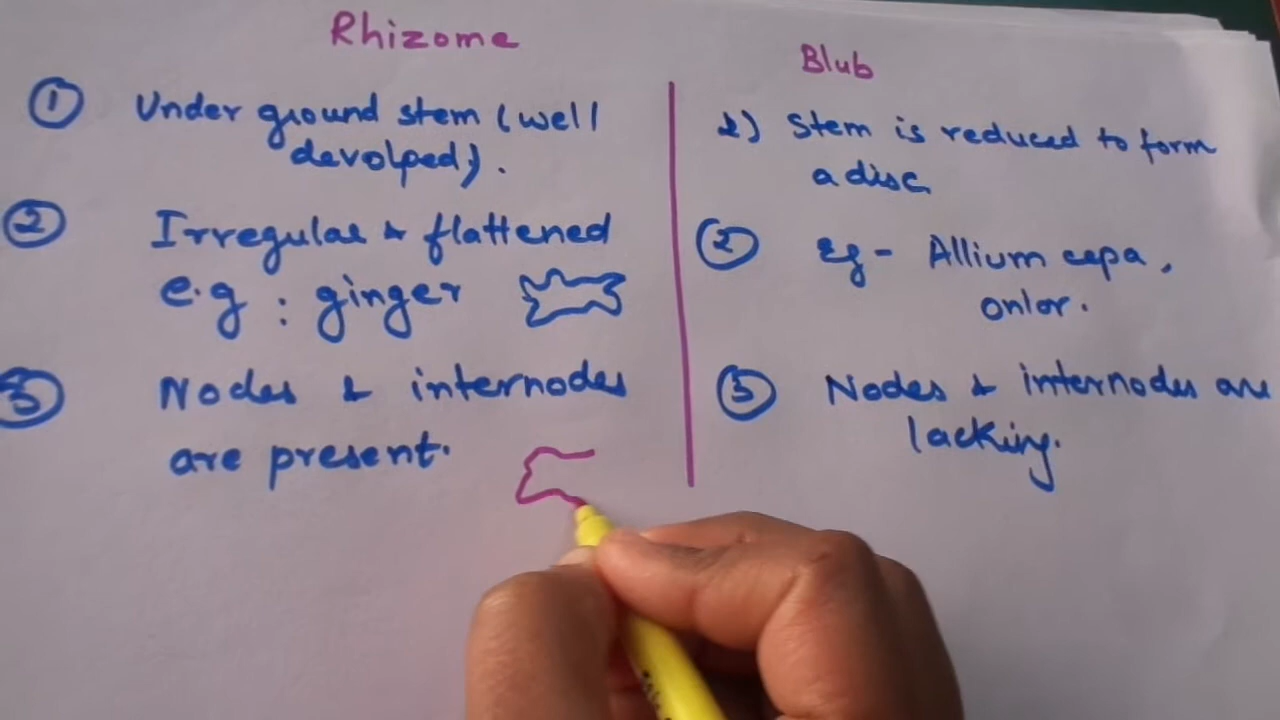 Rhizome
① Under ground stem (well
devolped).
② Irregular & flattened
e.g : ginger
③ Nodes & internodes
are present.
Blub
1) Stem is reduced to form
a disc
② Eg - Allium cepa,
onlor.
③ Nodes & internodes are
lacking.